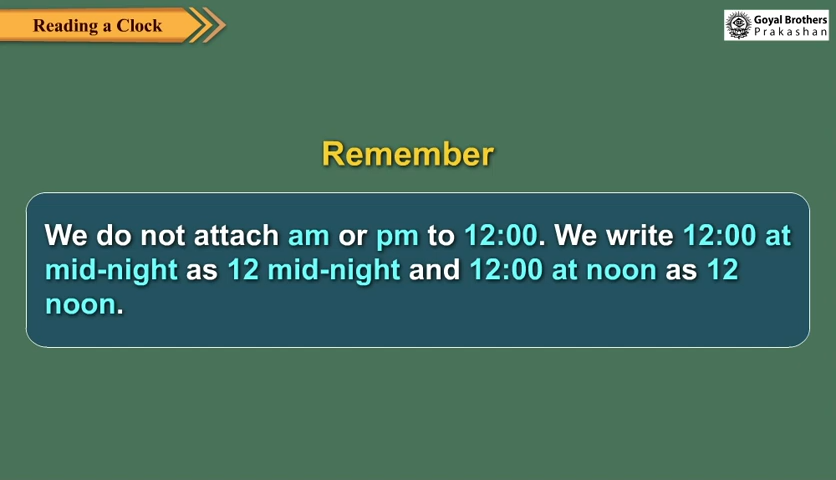 Reading a Clock
Goyal Brothers
Prakashan
Remember
We do not attach am or pm to 12:00. We write 12:00 at
mid-night as 12 mid-night and 12:00 at noon as 12
noon.